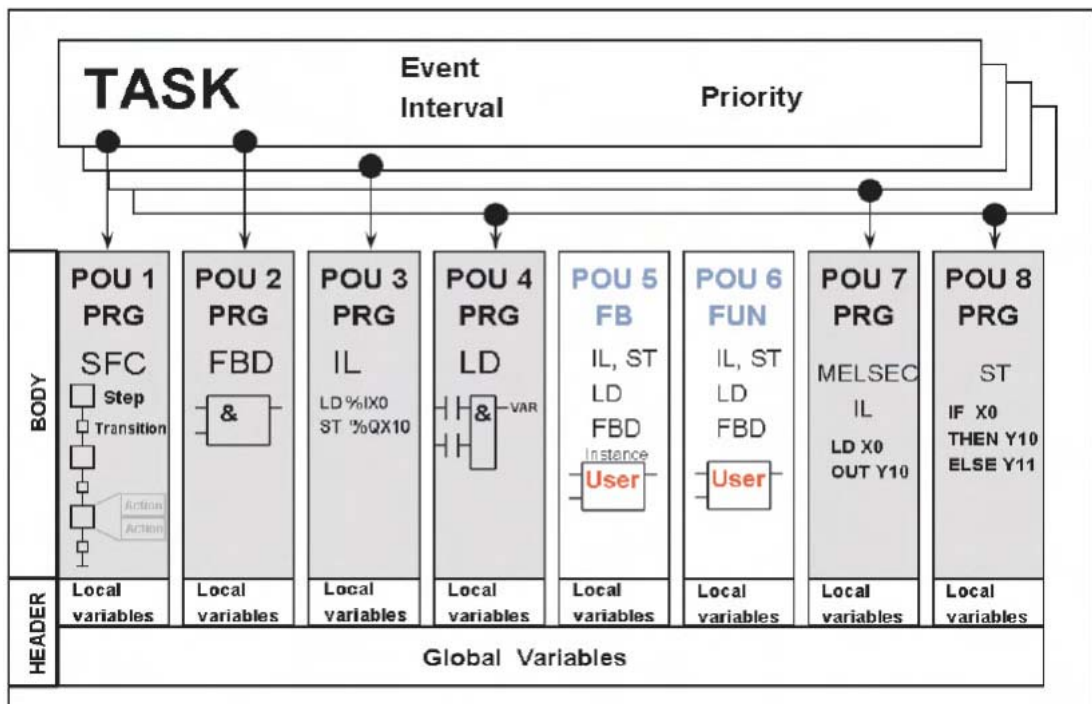 TASK
Event
Interval
Priority
BODY
POU 1
PRG
SFC
Step
Transition
Action
Action
POU 2
PRG
FBD
&
POU 3
PRG
IL
LD %IX0
ST %QX10
POU 4
PRG
LD
&
VAR
POU 5
FB
IL, ST
LD
FBD
Instance
User
POU 6
FUN
IL, ST
LD
FBD
User
POU 7
PRG
MELSEC
IL
LD X0
OUT Y10
POU 8
PRG
ST
IF X0
THEN Y10
ELSE Y11
HEADER
Local
variables
Local
variables
Local
variables
Local
variables
Local
variables
Local
variables
Local
variables
Local
variables
Global Variables